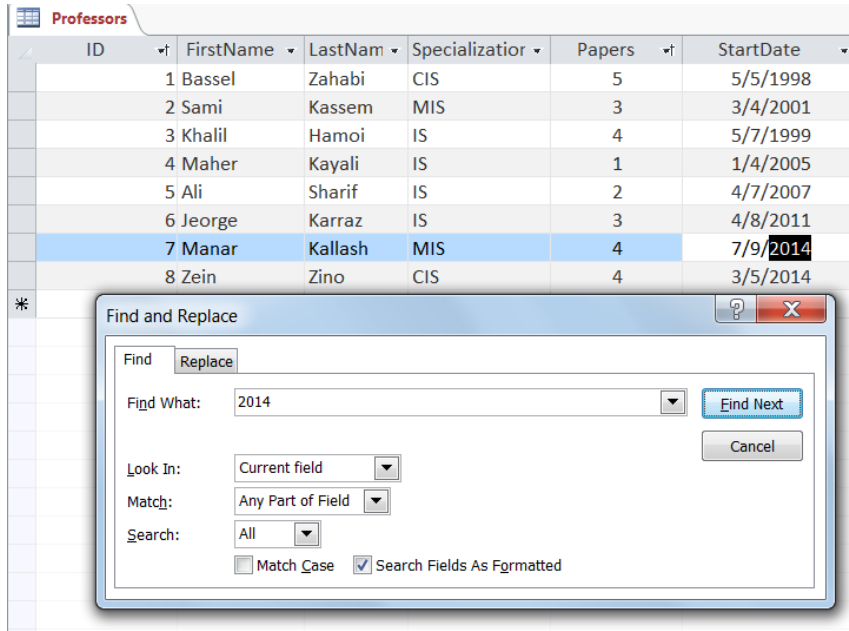 Professors
ID FirstName LastNam Specialization Papers StartDate
1 Bassel Zahabi CIS 5 5/5/1998
2 Sami Kassem MIS 3 3/4/2001
3 Khalil Hamoi IS 4 5/7/1999
4 Maher Kayali IS 1 1/4/2005
5 Ali Sharif IS 2 4/7/2007
6 Jeorge Karraz IS 3 4/8/2011
7 Manar Kallash MIS 4 7/9/2014
8 Zein Zino CIS 4 3/5/2014
Find and Replace
Find Replace
Find What: 2014 Find Next
Cancel
Look In: Current field
Match: Any Part of Field
Search: All
Match Case Search Fields As Formatted